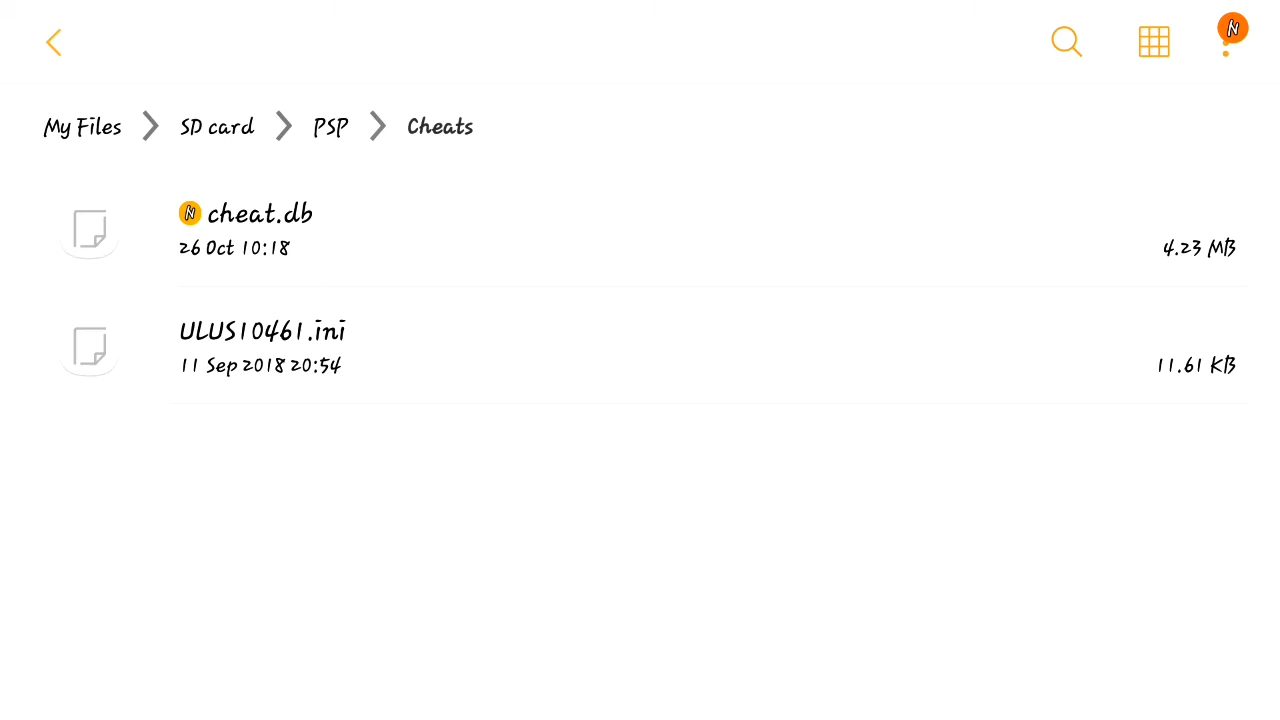 N
My Files > SD card > PSP > Cheats
N cheat.db
26 Oct 10:18 4.23 MB
ULUS10461.ini
11 Sep 2018 20:54 11.61 KB